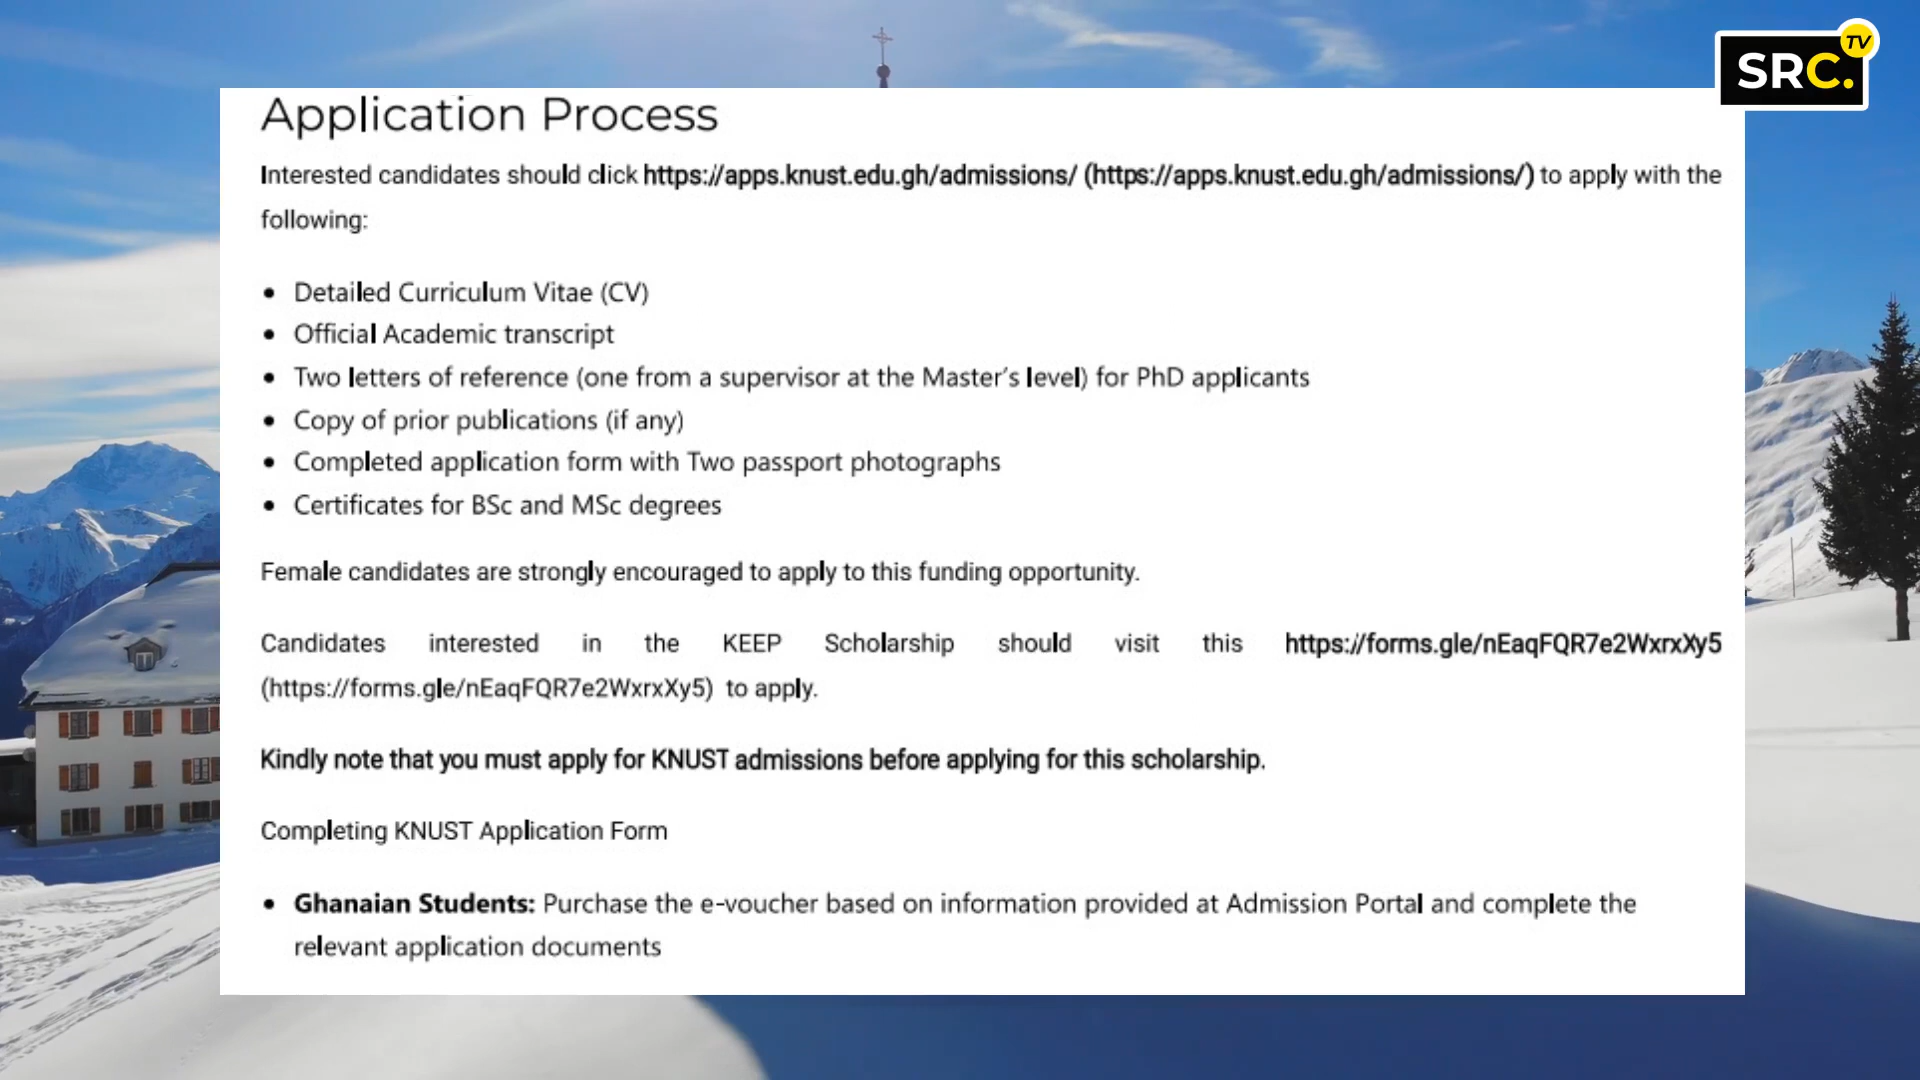 SRC.
TV
Application Process
Interested candidates should click https://apps.knust.edu.gh/admissions/ (https://apps.knust.edu.gh/admissions/) to apply with the
following:
• Detailed Curriculum Vitae (CV)
• Official Academic transcript
• Two letters of reference (one from a supervisor at the Master's level) for PhD applicants
• Copy of prior publications (if any)
• Completed application form with Two passport photographs
• Certificates for BSc and MSc degrees
Female candidates are strongly encouraged to apply to this funding opportunity.
Candidates interested in the KEEP Scholarship should visit this https://forms.gle/nEaqFQR7e2WxrxXy5
(https://forms.gle/nEaqFQR7e2WxrxXy5) to apply.
Kindly note that you must apply for KNUST admissions before applying for this scholarship.
Completing KNUST Application Form
• Ghanaian Students: Purchase the e-voucher based on information provided at Admission Portal and complete the
relevant application documents